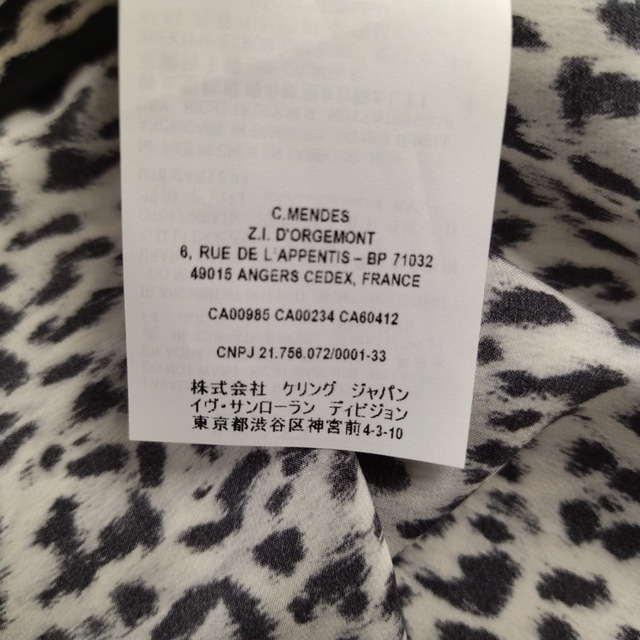 C.MENDES
Z.I. D'ORGEMONT
6, RUE DE L'APPENTIS – BP 71032
49015 ANGERS CEDEX, FRANCE
CA00985 CA00234 CA60412
CNPJ 21.756.072/0001-33
株式会社 ケリング ジャパン
イヴ・サンローラン ディビジョン
東京都渋谷区神宮前4-3-10